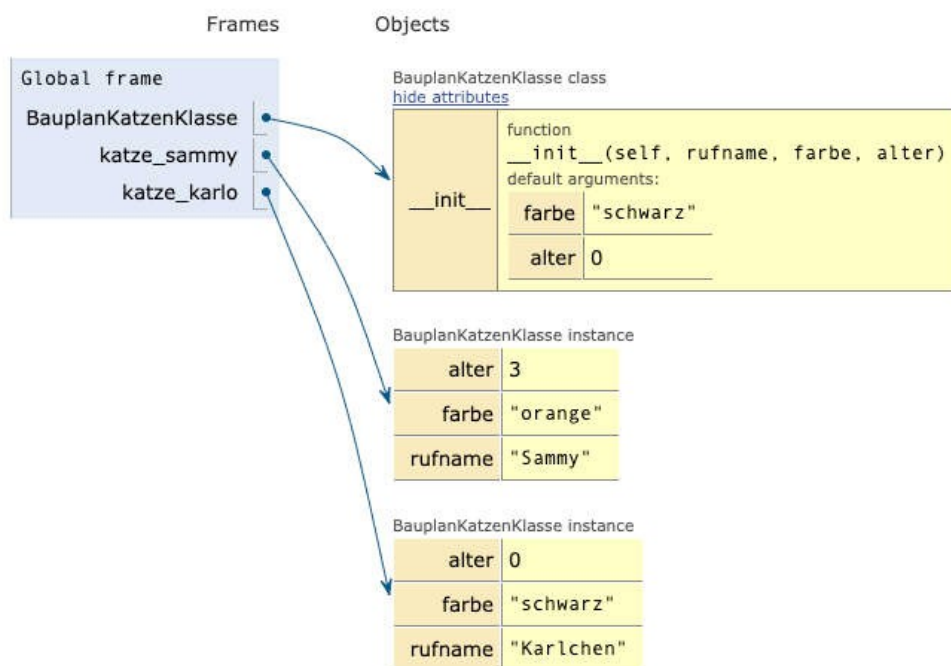 Frames Objects
Global frame
BauplanKatzenKlasse
katze_sammy
katze_karlo
BauplanKatzenKlasse class
hide attributes
__init__
function
__init__(self, rufname, farbe, alter)
default arguments:
farbe "schwarz"
alter 0
BauplanKatzenKlasse instance
alter 3
farbe "orange"
rufname "Sammy"
BauplanKatzenKlasse instance
alter 0
farbe "schwarz"
rufname "Karlchen"